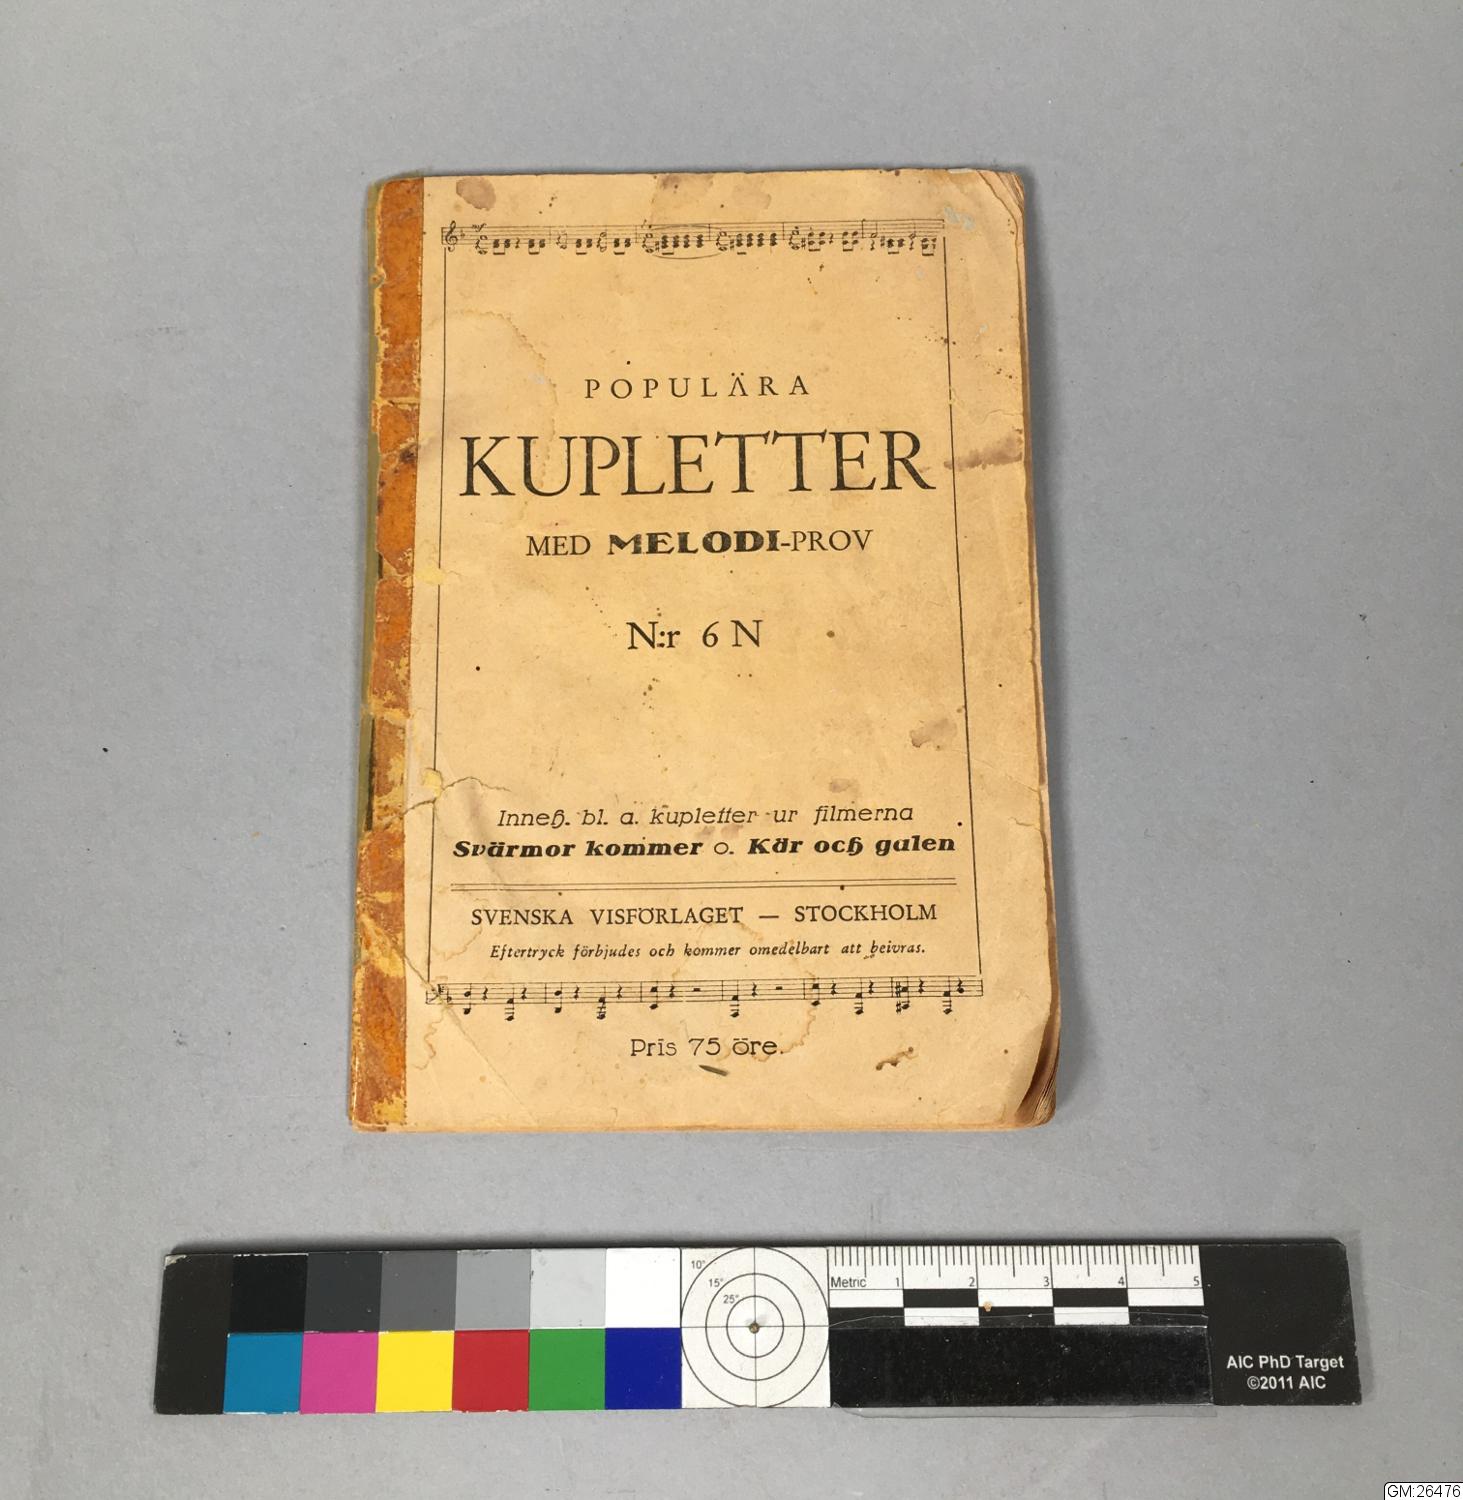 POPULÄRA
KUPLETTER
MED MELODI-PROV
N:r 6 N
Inneh. bl. a. kupletter ur filmerna
Svärmor kommer o. Kär och galen
SVENSKA VISFÖRLAGET — STOCKHOLM
Eftertryck förbjudes och kommer omedelbart att beivras.
Pris 75 öre.
10°
15°
25°
Metric 1 2 3 4 5
AIC PhD Target
©2011 AIC
GM:26476